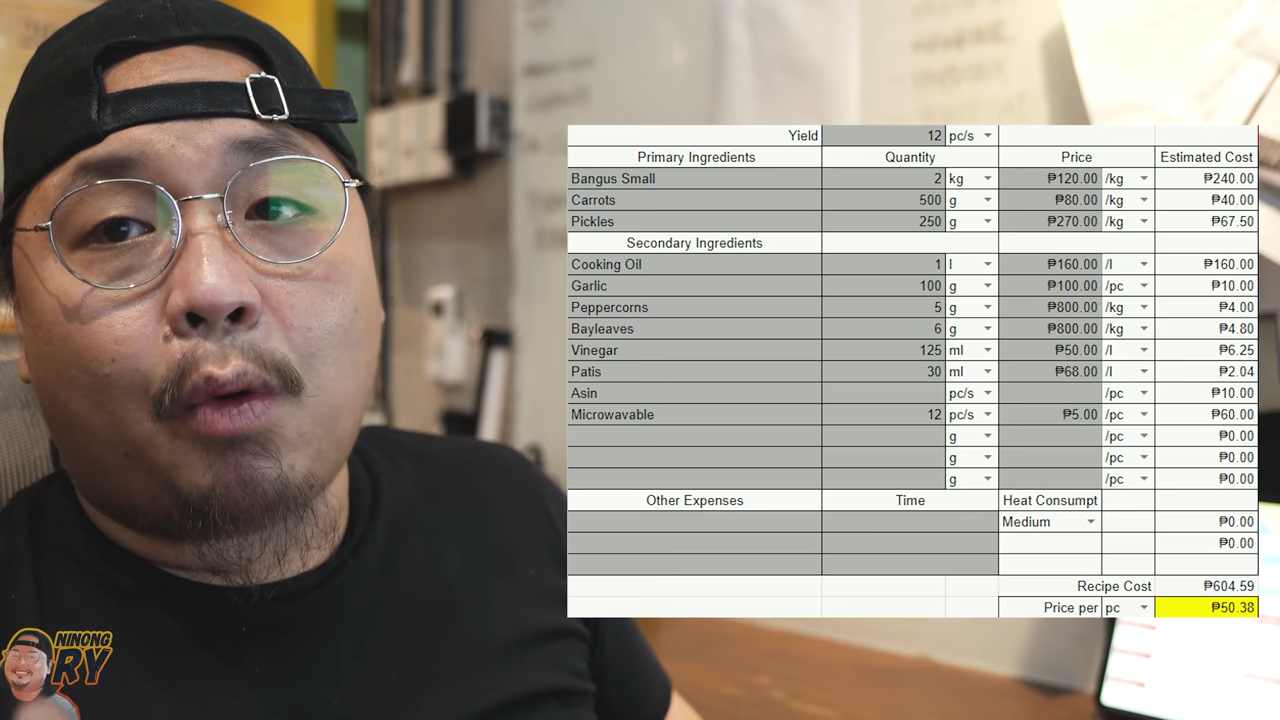 Yield 12 pc/s
Primary Ingredients Quantity Price Estimated Cost
Bangus Small 2 kg ₱120.00 /kg ₱240.00
Carrots 500 g ₱80.00 /kg ₱40.00
Pickles 250 g ₱270.00 /kg ₱67.50
Secondary Ingredients
Cooking Oil 1 l ₱160.00 /l ₱160.00
Garlic 100 g ₱100.00 /pc ₱10.00
Peppercorns 5 g ₱800.00 /kg ₱4.00
Bayleaves 6 g ₱800.00 /kg ₱4.80
Vinegar 125 ml ₱50.00 /l ₱6.25
Patis 30 ml ₱68.00 /l ₱2.04
Asin pc/s /pc ₱10.00
Microwavable 12 pc/s ₱5.00 /pc ₱60.00
g /pc ₱0.00
g /pc ₱0.00
g /pc ₱0.00
Other Expenses Time Heat Consumpt
Medium ₱0.00
₱0.00
Recipe Cost ₱604.59
Price per pc ₱50.38
NINONG
RY